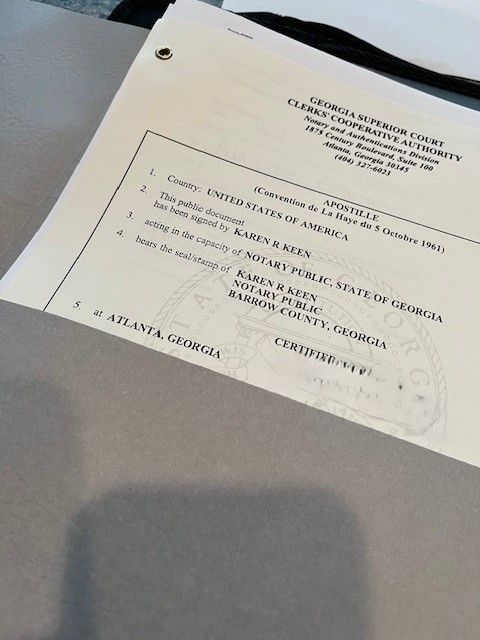 GEORGIA SUPERIOR COURT
CLERKS' COOPERATIVE AUTHORITY
Notary and Authentications Division
1875 Century Boulevard, Suite 100
Atlanta, Georgia 30345
(404) 327-6023
APOSTILLE
(Convention de La Haye du 5 Octobre 1961)
1. Country: UNITED STATES OF AMERICA
2. This public document
has been signed by KAREN R KEEN
3. acting in the capacity of NOTARY PUBLIC, STATE OF GEORGIA
4. bears the seal/stamp of KAREN R KEEN
NOTARY PUBLIC
BARROW COUNTY, GEORGIA
CERTIFIED
5. at ATLANTA, GEORGIA